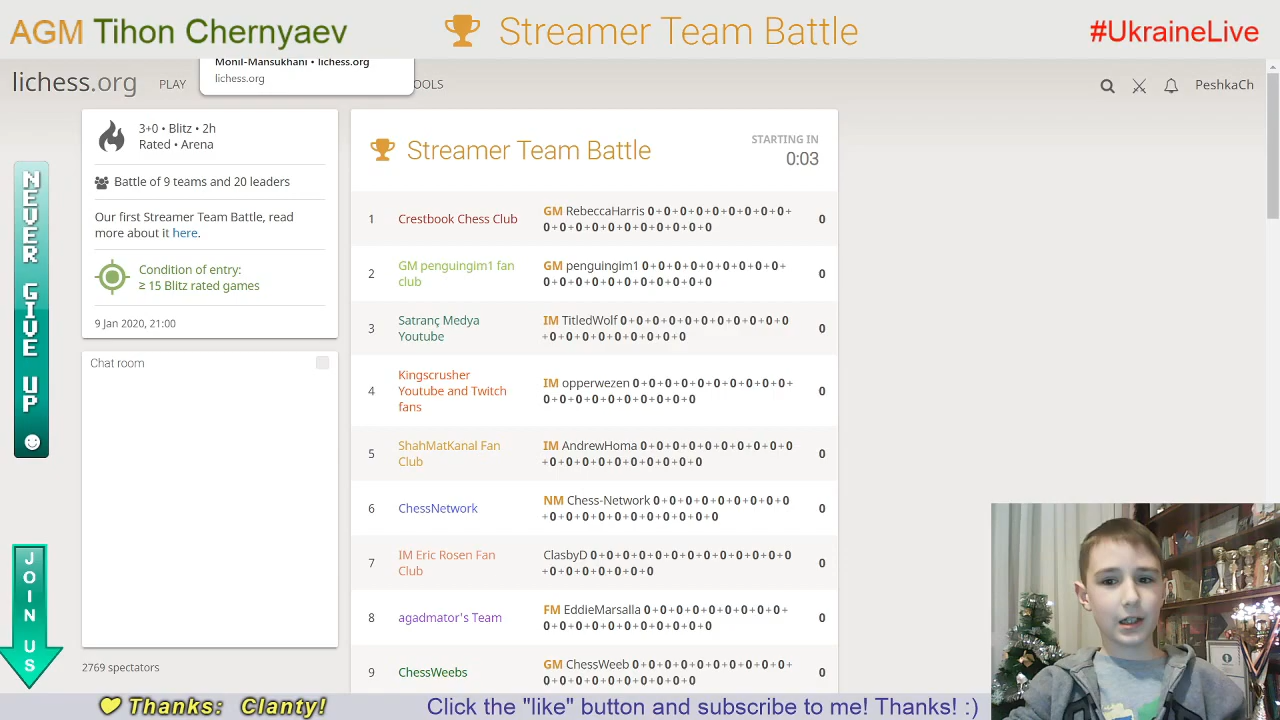 AGM Tihon Chernyaev
Streamer Team Battle
#UkraineLive
lichess.org
PLAY
Monil-Mansukhani • lichess.org
lichess.org
OOLS
PeshkaCh
3+0 • Blitz • 2h
Rated • Arena
Battle of 9 teams and 20 leaders
Our first Streamer Team Battle, read
more about it here.
Condition of entry:
≥ 15 Blitz rated games
9 Jan 2020, 21:00
Chat room
2769 spectators
NEVER GIVE UP
JOIN US
Streamer Team Battle
STARTING IN
0:03
1 Crestbook Chess Club GM RebeccaHarris 0+0+0+0+0+0+0+0+0+ 0
0+0+0+0+0+0+0+0+0+0+0
2 GM penguingim1 fan GM penguingim1 0+0+0+0+0+0+0+0+0+ 0
club 0+0+0+0+0+0+0+0+0+0+0
3 Satranç Medya IM TitledWolf 0+0+0+0+0+0+0+0+0+0+0 0
Youtube +0+0+0+0+0+0+0+0+0
4 Kingscrusher
Youtube and Twitch IM opperwezen 0+0+0+0+0+0+0+0+0+0+ 0
fans 0+0+0+0+0+0+0+0+0+0
5 ShahMatKanal Fan IM AndrewHoma 0+0+0+0+0+0+0+0+0+0 0
Club +0+0+0+0+0+0+0+0+0+0
6 ChessNetwork NM Chess-Network 0+0+0+0+0+0+0+0+0 0
+0+0+0+0+0+0+0+0+0+0+0
7 IM Eric Rosen Fan ClasbyD 0+0+0+0+0+0+0+0+0+0+0+0+0 0
Club +0+0+0+0+0+0+0
8 agadmator's Team FM EddieMarsalla 0+0+0+0+0+0+0+0+0+ 0
0+0+0+0+0+0+0+0+0+0+0
9 ChessWeebs GM ChessWeeb 0+0+0+0+0+0+0+0+0+0+ 0
0+0+0+0+0+0+0+0+0+0
Thanks: Clanty!
Click the "like" button and subscribe to me! Thanks! :)